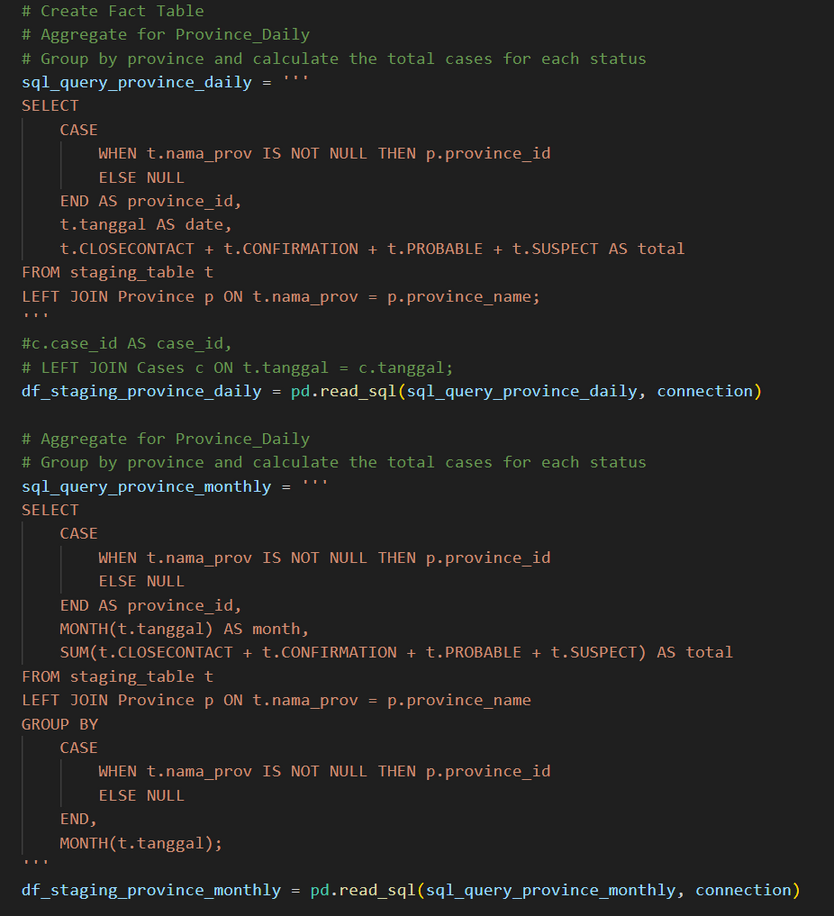 # Create Fact Table
# Aggregate for Province_Daily
# Group by province and calculate the total cases for each status
sql_query_province_daily = '''
SELECT
    CASE
        WHEN t.nama_prov IS NOT NULL THEN p.province_id
        ELSE NULL
    END AS province_id,
    t.tanggal AS date,
    t.CLOSECONTACT + t.CONFIRMATION + t.PROBABLE + t.SUSPECT AS total
FROM staging_table t
LEFT JOIN Province p ON t.nama_prov = p.province_name;
'''
#c.case_id AS case_id,
# LEFT JOIN Cases c ON t.tanggal = c.tanggal;
df_staging_province_daily = pd.read_sql(sql_query_province_daily, connection)

# Aggregate for Province_Daily
# Group by province and calculate the total cases for each status
sql_query_province_monthly = '''
SELECT
    CASE
        WHEN t.nama_prov IS NOT NULL THEN p.province_id
        ELSE NULL
    END AS province_id,
    MONTH(t.tanggal) AS month,
    SUM(t.CLOSECONTACT + t.CONFIRMATION + t.PROBABLE + t.SUSPECT) AS total
FROM staging_table t
LEFT JOIN Province p ON t.nama_prov = p.province_name
GROUP BY
    CASE
        WHEN t.nama_prov IS NOT NULL THEN p.province_id
        ELSE NULL
    END,
    MONTH(t.tanggal);
'''
df_staging_province_monthly = pd.read_sql(sql_query_province_monthly, connection)